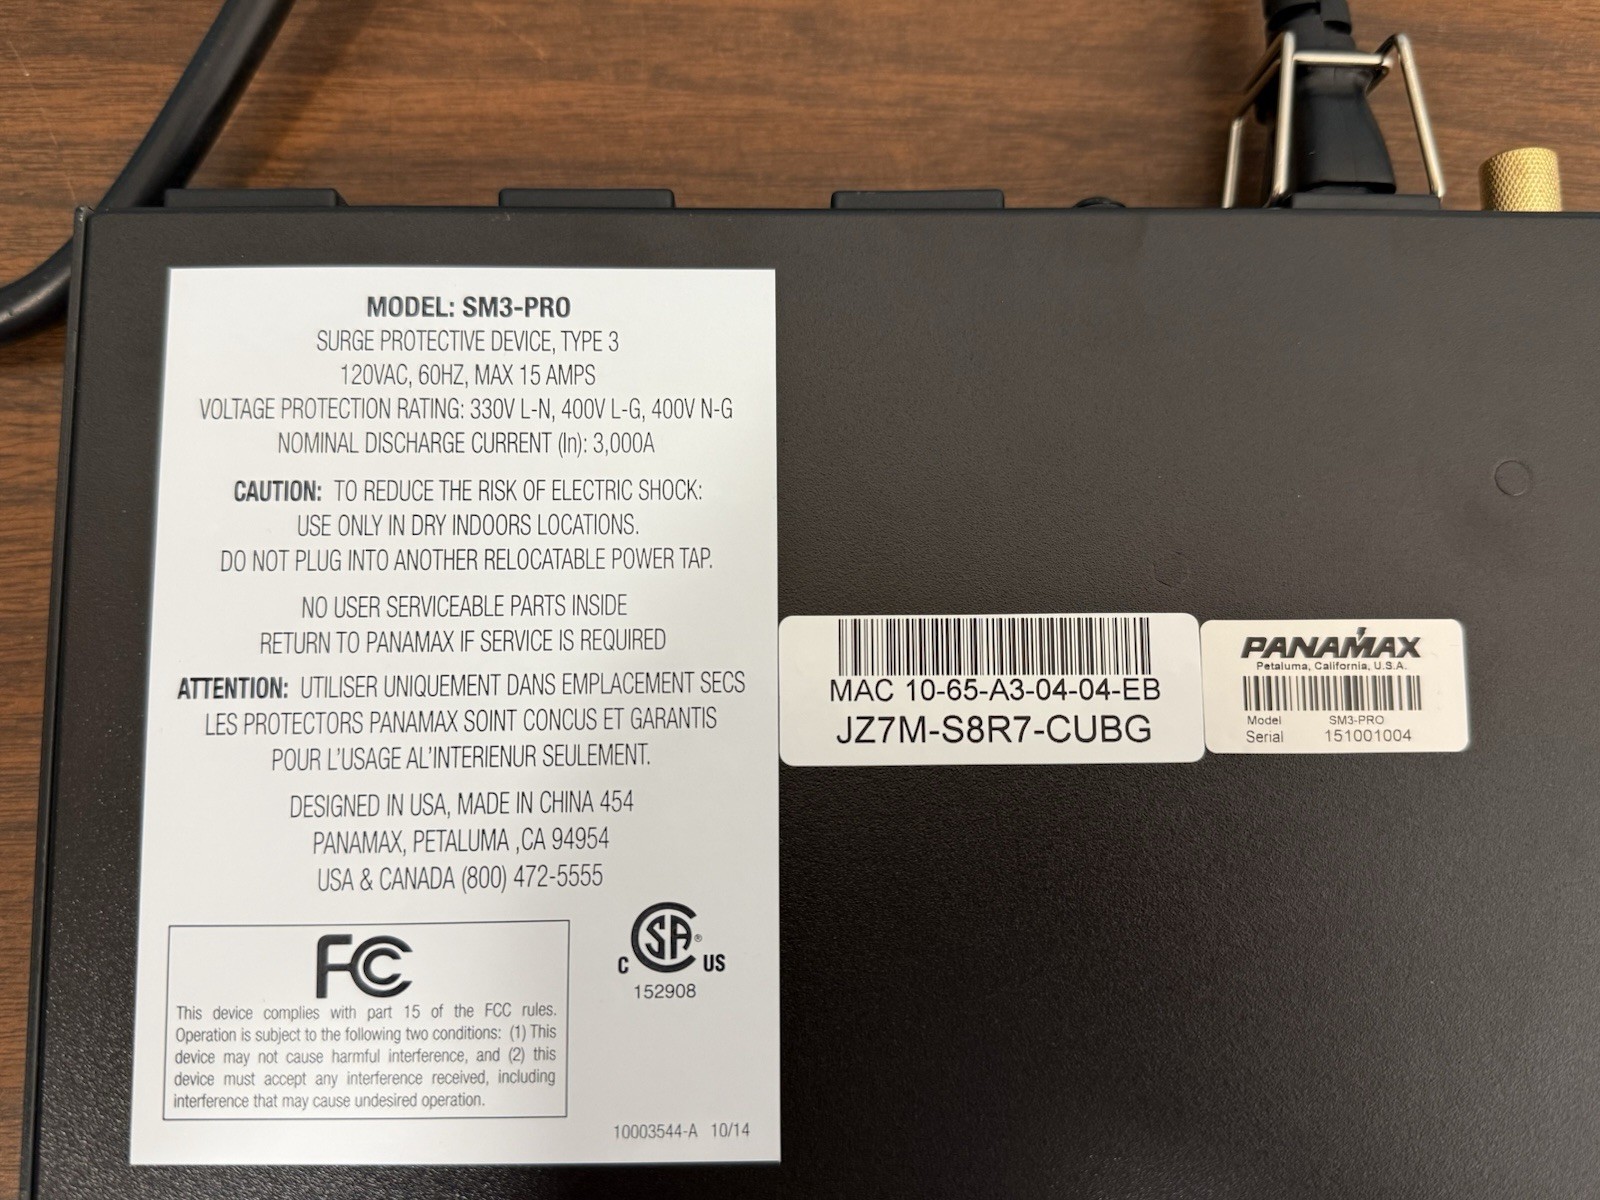 MODEL: SM3-PRO
SURGE PROTECTIVE DEVICE, TYPE 3
120VAC, 60HZ, MAX 15 AMPS
VOLTAGE PROTECTION RATING: 330V L-N, 400V L-G, 400V N-G
NOMINAL DISCHARGE CURRENT (In): 3,000A
CAUTION: TO REDUCE THE RISK OF ELECTRIC SHOCK:
USE ONLY IN DRY INDOORS LOCATIONS.
DO NOT PLUG INTO ANOTHER RELOCATABLE POWER TAP.
NO USER SERVICEABLE PARTS INSIDE
RETURN TO PANAMAX IF SERVICE IS REQUIRED
ATTENTION: UTILISER UNIQUEMENT DANS EMPLACEMENT SECS
LES PROTECTORS PANAMAX SOINT CONCUS ET GARANTIS
POUR L'USAGE AL'INTERIENUR SEULEMENT.
DESIGNED IN USA, MADE IN CHINA 454
PANAMAX, PETALUMA ,CA 94954
USA & CANADA (800) 472-5555
FC
This device complies with part 15 of the FCC rules.
Operation is subject to the following two conditions: (1) This
device may not cause harmful interference, and (2) this
device must accept any interference received, including
interference that may cause undesired operation.
C SA ® C US
152908
10003544-A 10/14
MAC 10-65-A3-04-04-EB
JZ7M-S8R7-CUBG
PANAMAX
Petaluma, California, U.S.A.
Model SM3-PRO
Serial 151001004